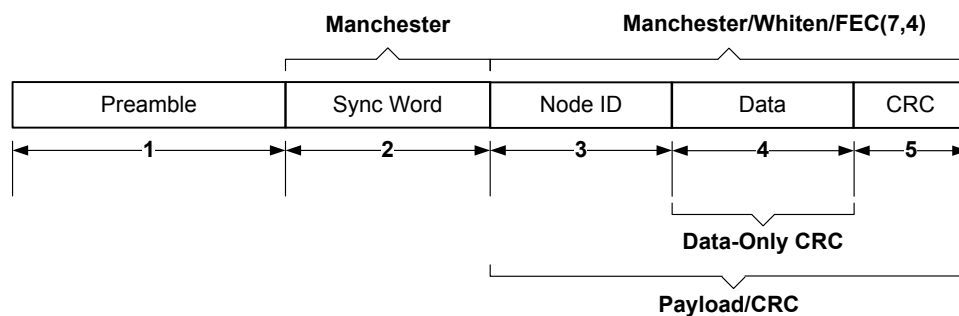 Manchester
Manchester/Whiten/FEC(7,4)
Preamble
Sync Word
Node ID
Data
CRC
1
2
3
4
5
Data-Only CRC
Payload/CRC